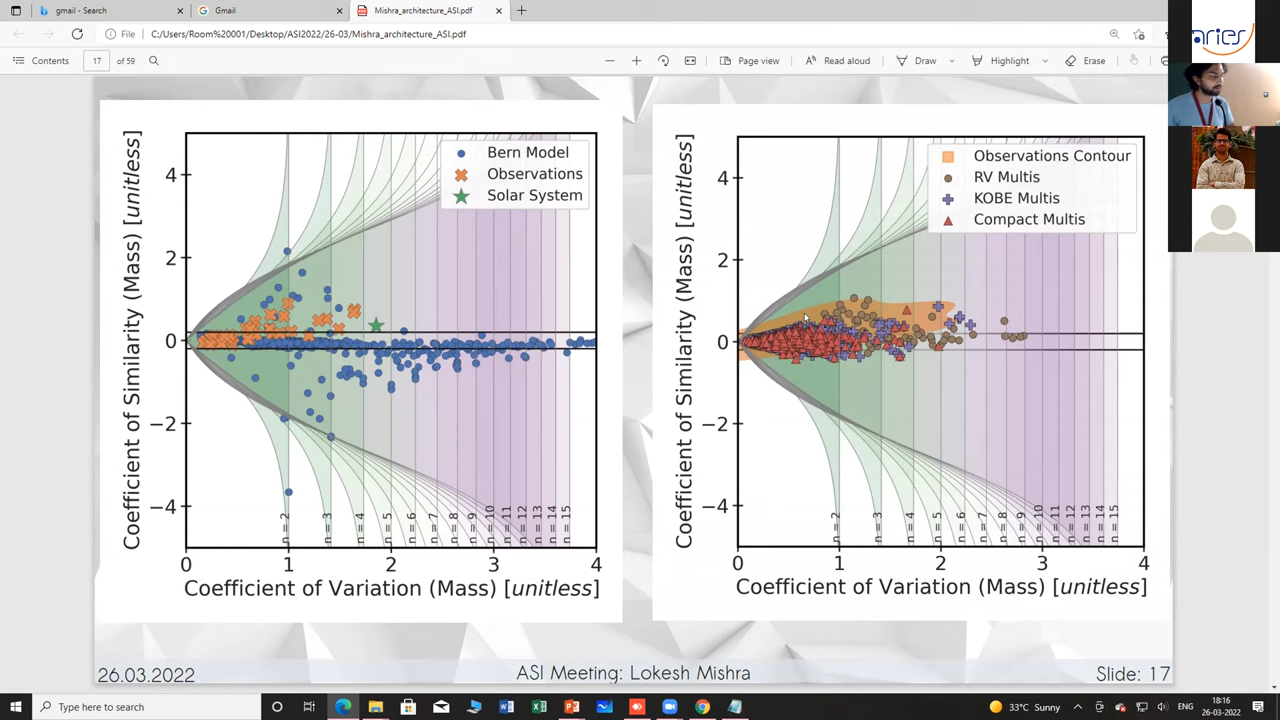 gmail - Search
Gmail
Mishra_architecture_ASI.pdf
File
C:/Users/Room%20001/Desktop/ASI2022/26-03/Mishra_architecture_ASI.pdf
Contents
17
of 59
Page view
Read aloud
Draw
Highlight
Erase
aries
Coefficient of Similarity (Mass) [unitless]
4
2
0
−2
−4
Bern Model
Observations
Solar System
n = 2
n = 3
n = 4
n = 5
n = 6
n = 7
n = 8
n = 9
n = 10
n = 11
n = 12
n = 13
n = 14
n = 15
0 1 2 3 4
Coefficient of Variation (Mass) [unitless]
Coefficient of Similarity (Mass) [unitless]
4
2
0
−2
−4
Observations Contour
RV Multis
KOBE Multis
Compact Multis
n = 2
n = 3
n = 4
n = 5
n = 6
n = 7
n = 8
n = 9
n = 10
n = 11
n = 12
n = 13
n = 14
n = 15
0 1 2 3 4
Coefficient of Variation (Mass) [unitless]
26.03.2022
ASI Meeting: Lokesh Mishra
Slide: 17
Type here to search
33°C Sunny
ENG
18:16
26-03-2022